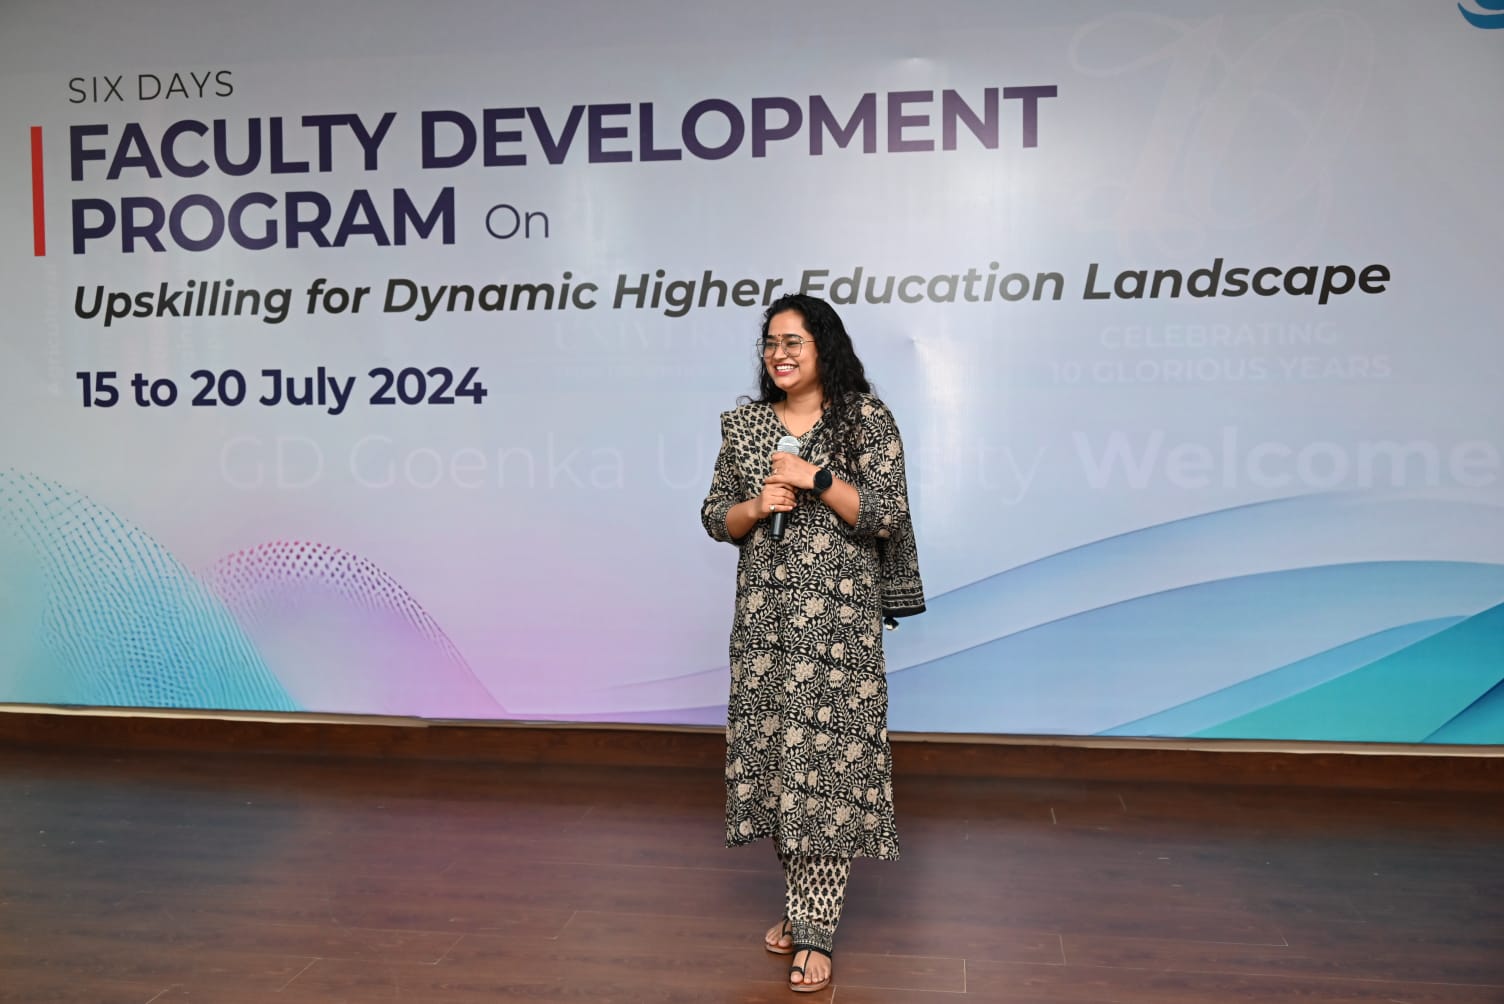 SIX DAYS
FACULTY DEVELOPMENT
PROGRAM On
Upskilling for Dynamic Higher Education Landscape
CELEBRATING
10 GLORIOUS YEARS
15 to 20 July 2024
GD Goenka University Welcome